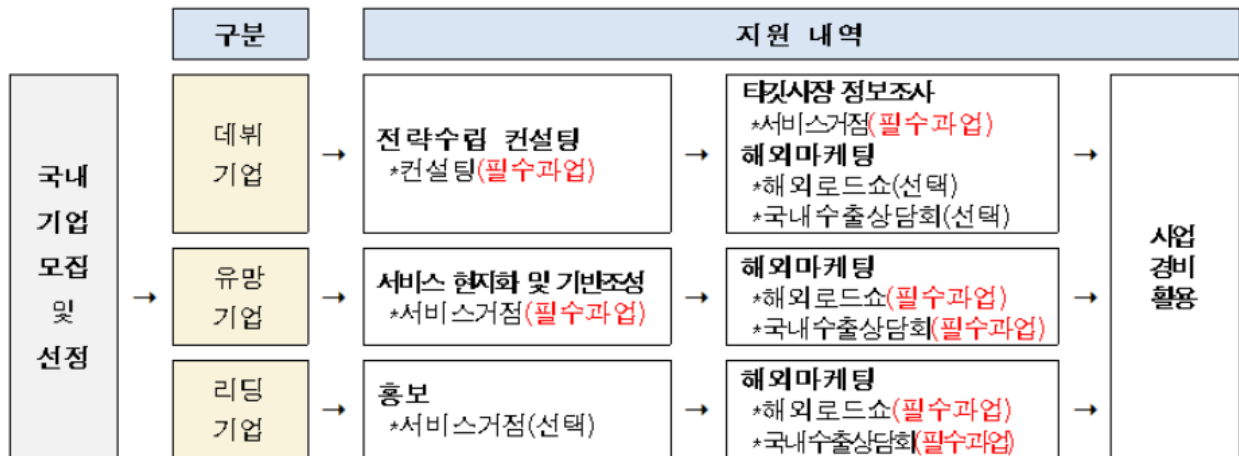 구분
지원 내역
국내
기업
모집
및
선정
→
데뷔
기업
→
전략수립 컨설팅
*컨설팅(필수과업)
→
타깃시장 정보조사
*서비스거점(필수과업)
해외마케팅
*해외로드쇼(선택)
*국내수출상담회(선택)
→
유망
기업
→
서비스 현지화 및 기반조성
*서비스거점(필수과업)
→
해외마케팅
*해외로드쇼(필수과업)
*국내수출상담회(필수과업)
→
리딩
기업
→
홍보
*서비스거점(선택)
→
해외마케팅
*해외로드쇼(필수과업)
*국내수출상담회(필수과업)
→
사업
경비
활용